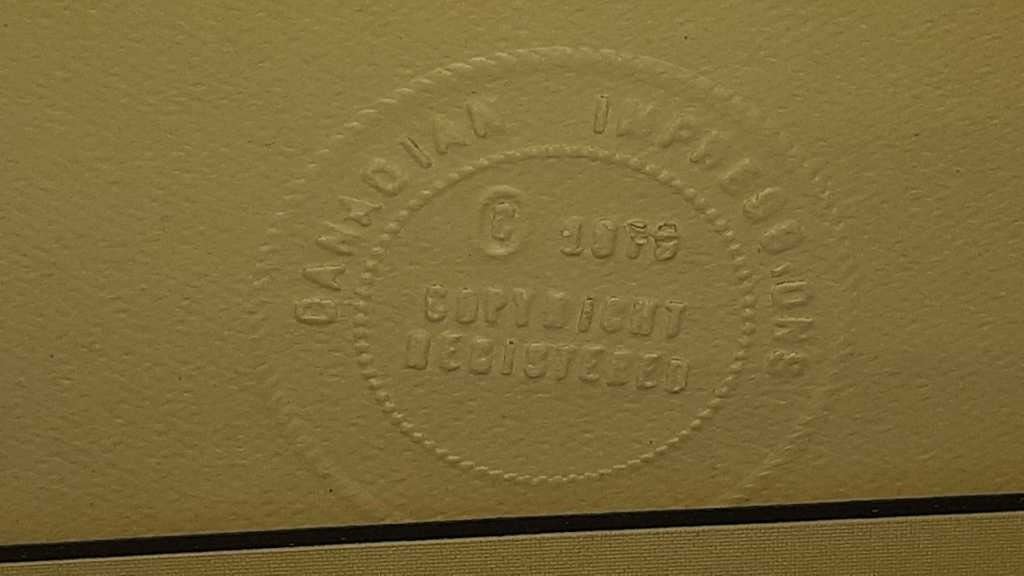 CANADIAN IMPRESSIONS
©
COPYRIGHT
REGISTERED